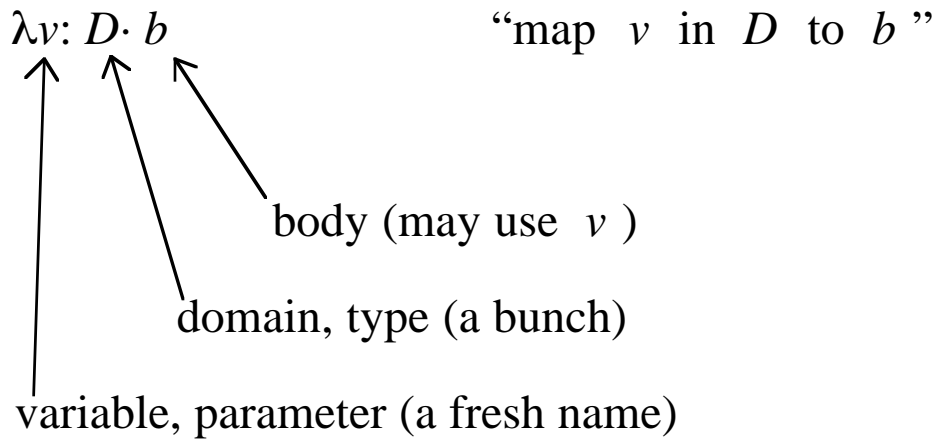 λv: D· b “map v in D to b ”
body (may use v )
domain, type (a bunch)
variable, parameter (a fresh name)